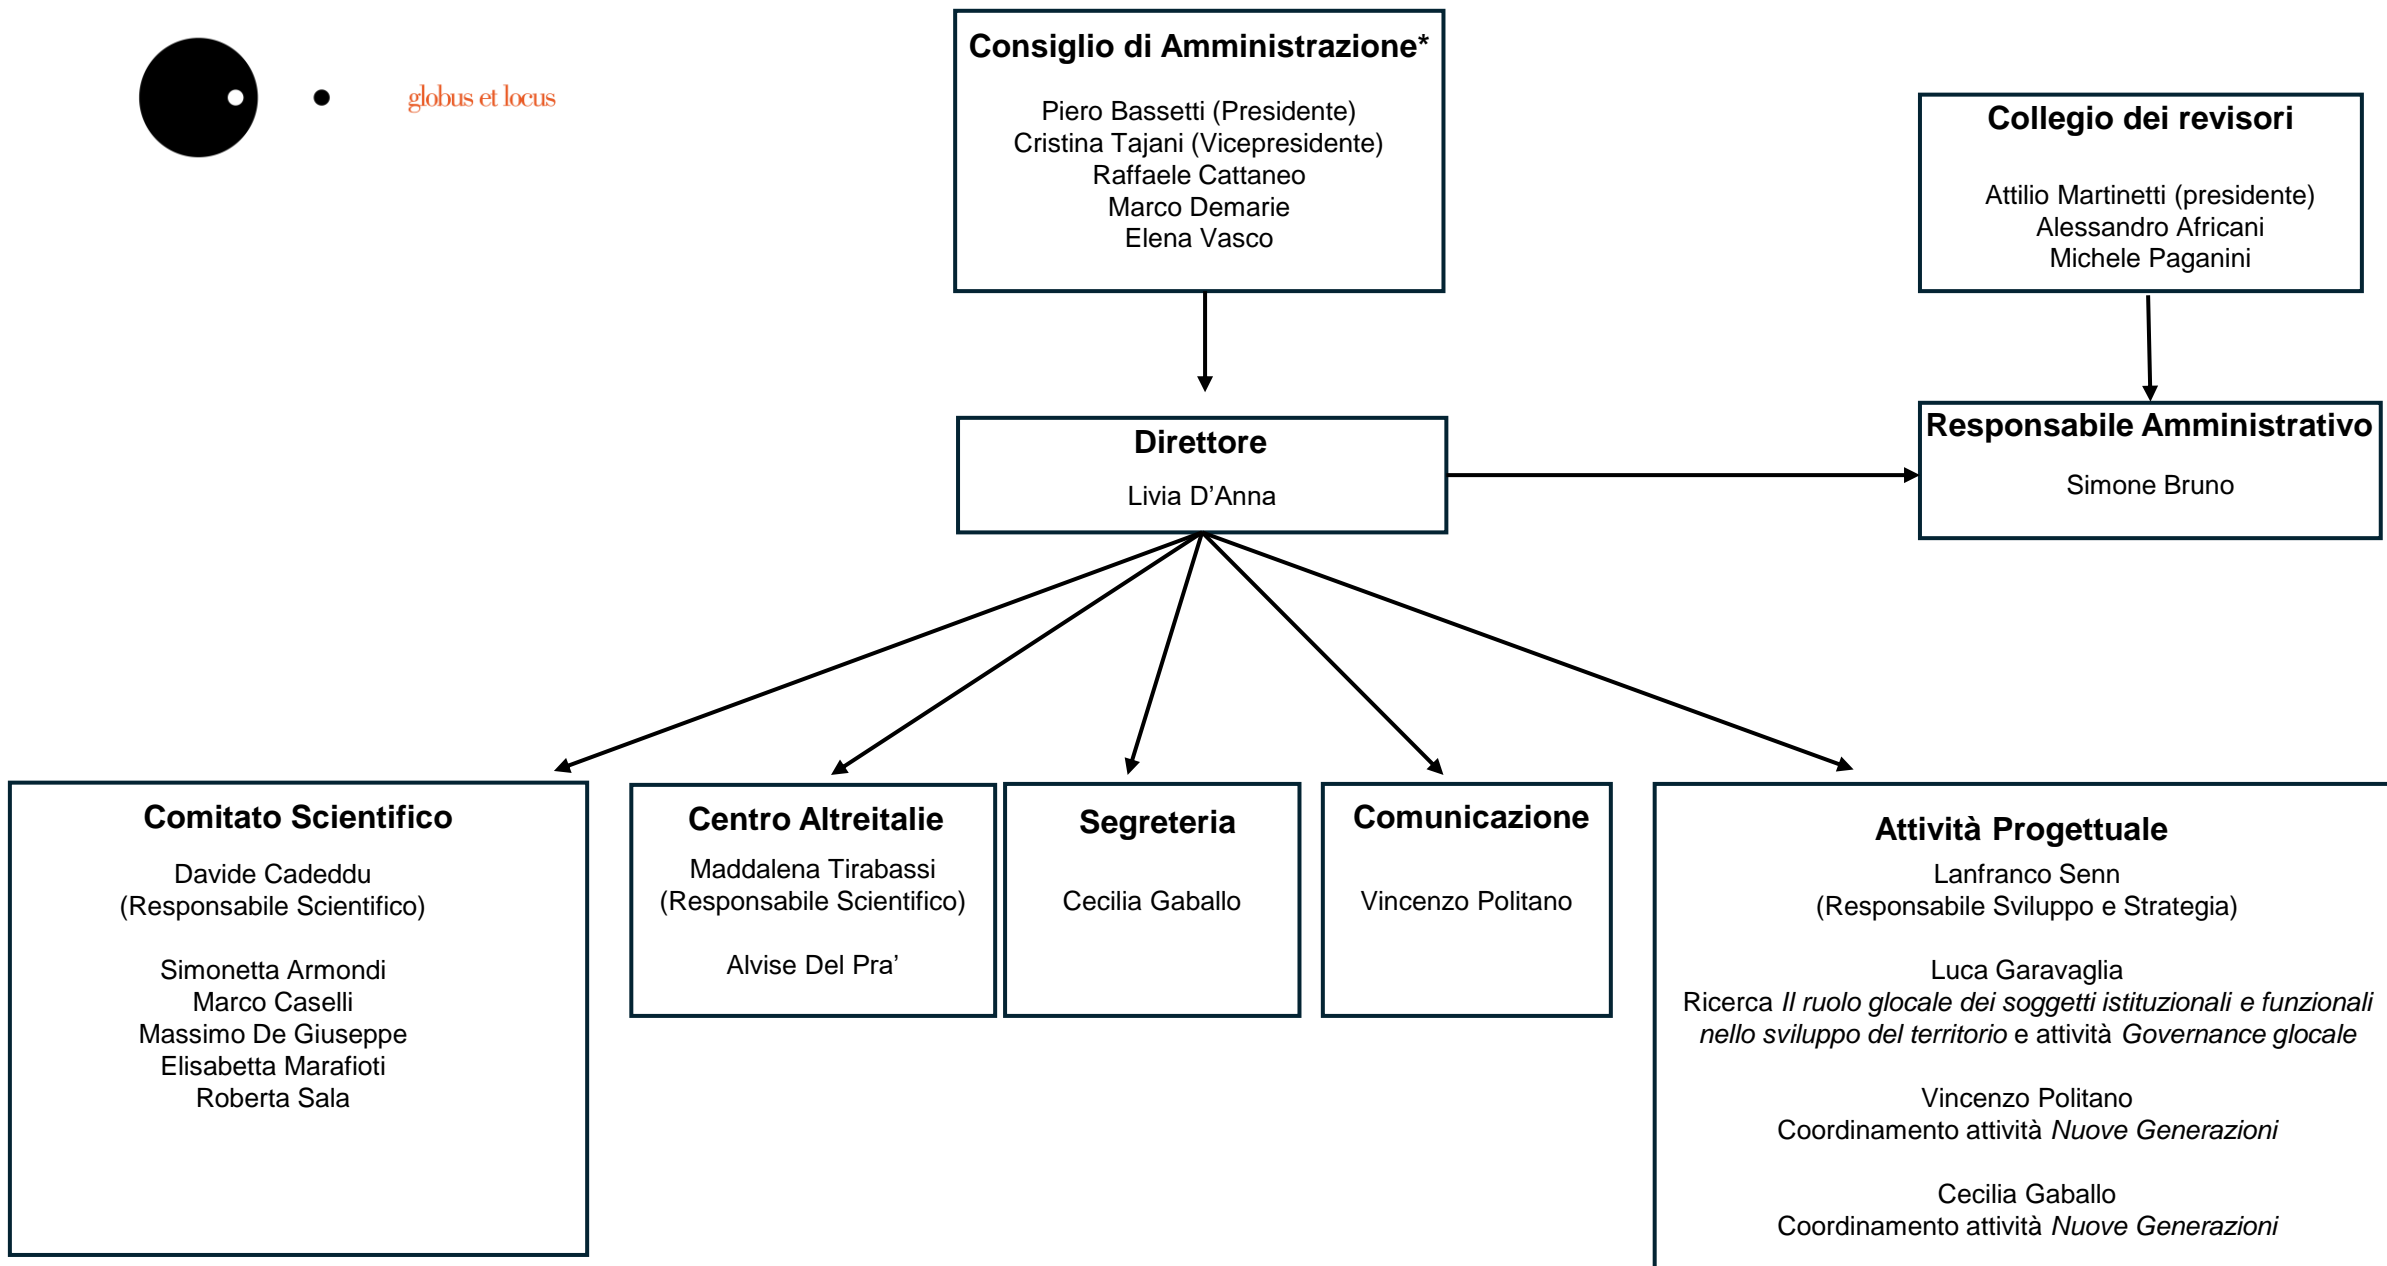 globus et locus
Consiglio di Amministrazione*
Piero Bassetti (Presidente)
Cristina Tajani (Vicepresidente)
Raffaele Cattaneo
Marco Demarie
Elena Vasco
Collegio dei revisori
Attilio Martinetti (presidente)
Alessandro Africani
Michele Paganini
Direttore
Livia D’Anna
Responsabile Amministrativo
Simone Bruno
Comitato Scientifico
Davide Cadeddu
(Responsabile Scientifico)
Simonetta Armondi
Marco Caselli
Massimo De Giuseppe
Elisabetta Marafioti
Roberta Sala
Centro Altreitalie
Maddalena Tirabassi
(Responsabile Scientifico)
Alvise Del Pra’
Segreteria
Cecilia Gaballo
Comunicazione
Vincenzo Politano
Attività Progettuale
Lanfranco Senn
(Responsabile Sviluppo e Strategia)
Luca Garavaglia
Ricerca Il ruolo glocale dei soggetti istituzionali e funzionali
nello sviluppo del territorio e attività Governance glocale
Vincenzo Politano
Coordinamento attività Nuove Generazioni
Cecilia Gaballo
Coordinamento attività Nuove Generazioni